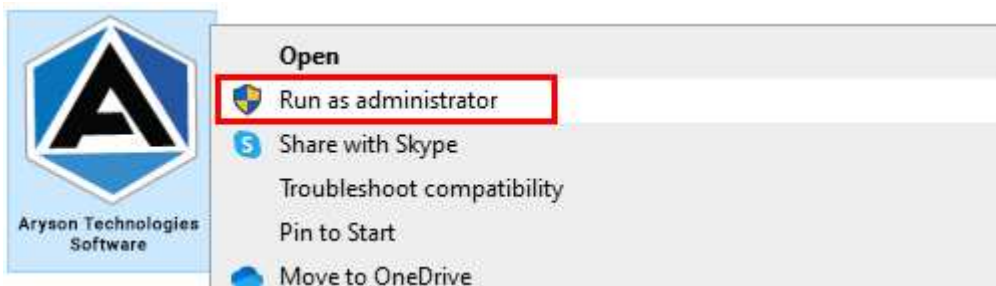 Open
Run as administrator
Share with Skype
Troubleshoot compatibility
Pin to Start
Move to OneDrive
A
Aryson Technologies
Software